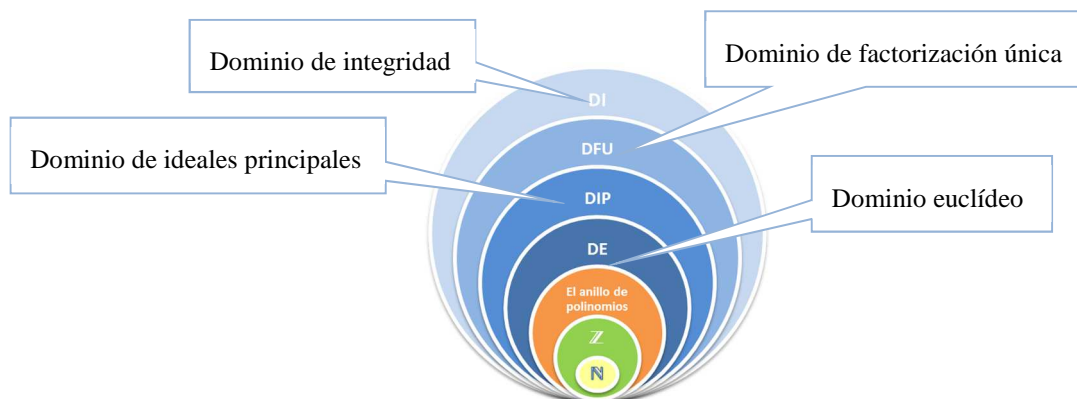 Dominio de integridad
Dominio de factorización única
DI
Dominio de ideales principales
DFU
DIP
Dominio euclídeo
DE
El anillo de
polinomios
ℤ
ℕ